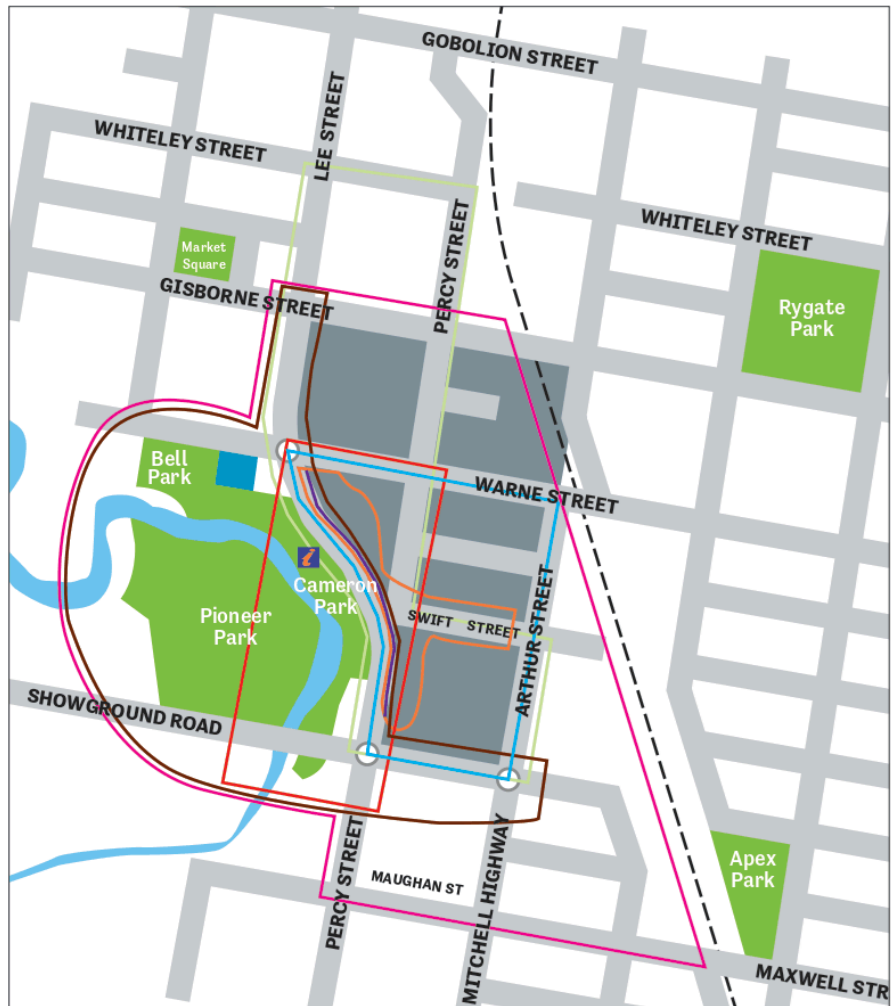 GOBOLION STREET
LEE STREET
WHITELEY STREET
WHITELEY STREET
PERCY STREET
Market
Square
GISBORNE STREET
Rygate
Park
Bell
Park
WARNE STREET
i
Cameron
Park
Pioneer
Park
SWIFT STREET
ARTHUR STREET
SHOWGROUND ROAD
PERCY STREET
MAUGHAN ST
MITCHELL HIGHWAY
Apex
Park
MAXWELL STR